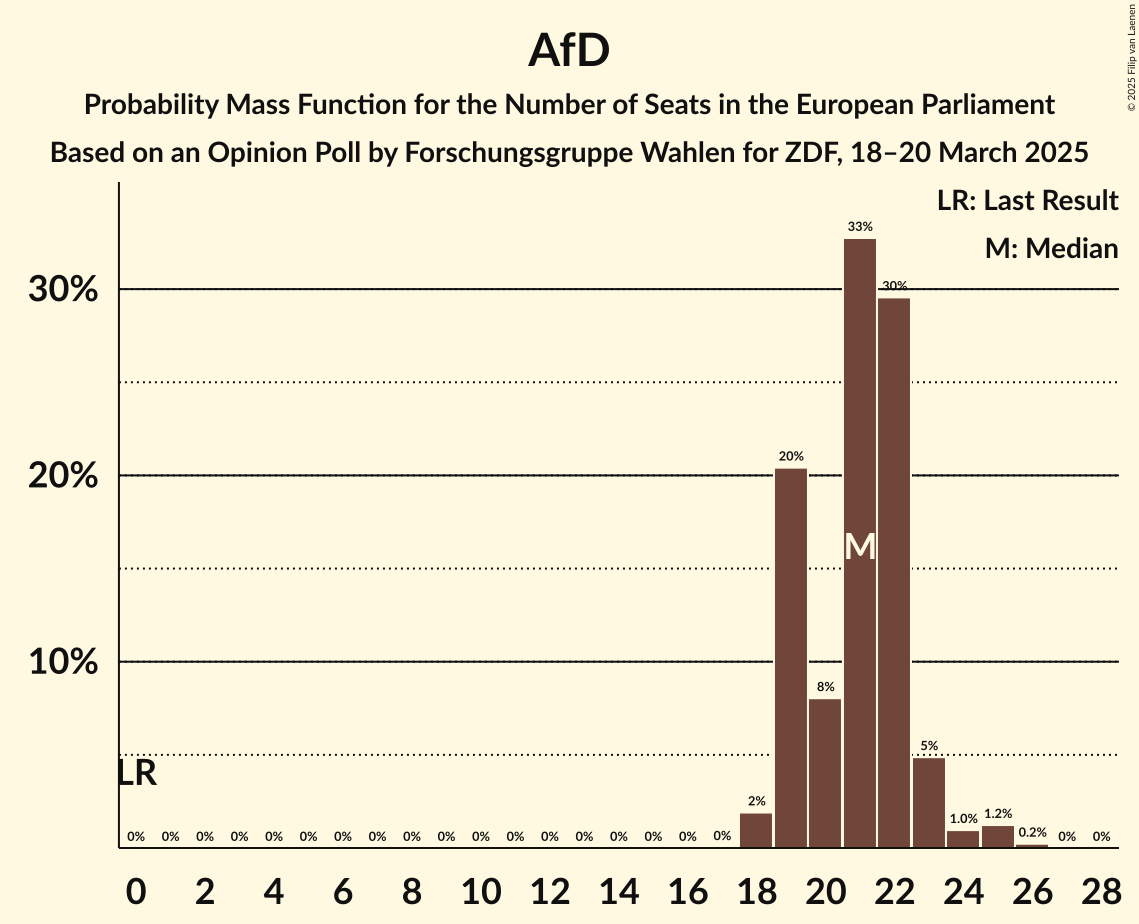 AfD
Probability Mass Function for the Number of Seats in the European Parliament
Based on an Opinion Poll by Forschungsgruppe Wahlen for ZDF, 18–20 March 2025
© 2025 Filip van Laenen
LR: Last Result
M: Median
33%
30%
30%
20%
20%
M
10%
8%
5%
LR
2%
1.0%
1.2%
0.2%
0% 0% 0% 0% 0% 0% 0% 0% 0% 0% 0% 0% 0% 0% 0% 0% 0% 0% 0% 0%
0 2 4 6 8 10 12 14 16 18 20 22 24 26 28